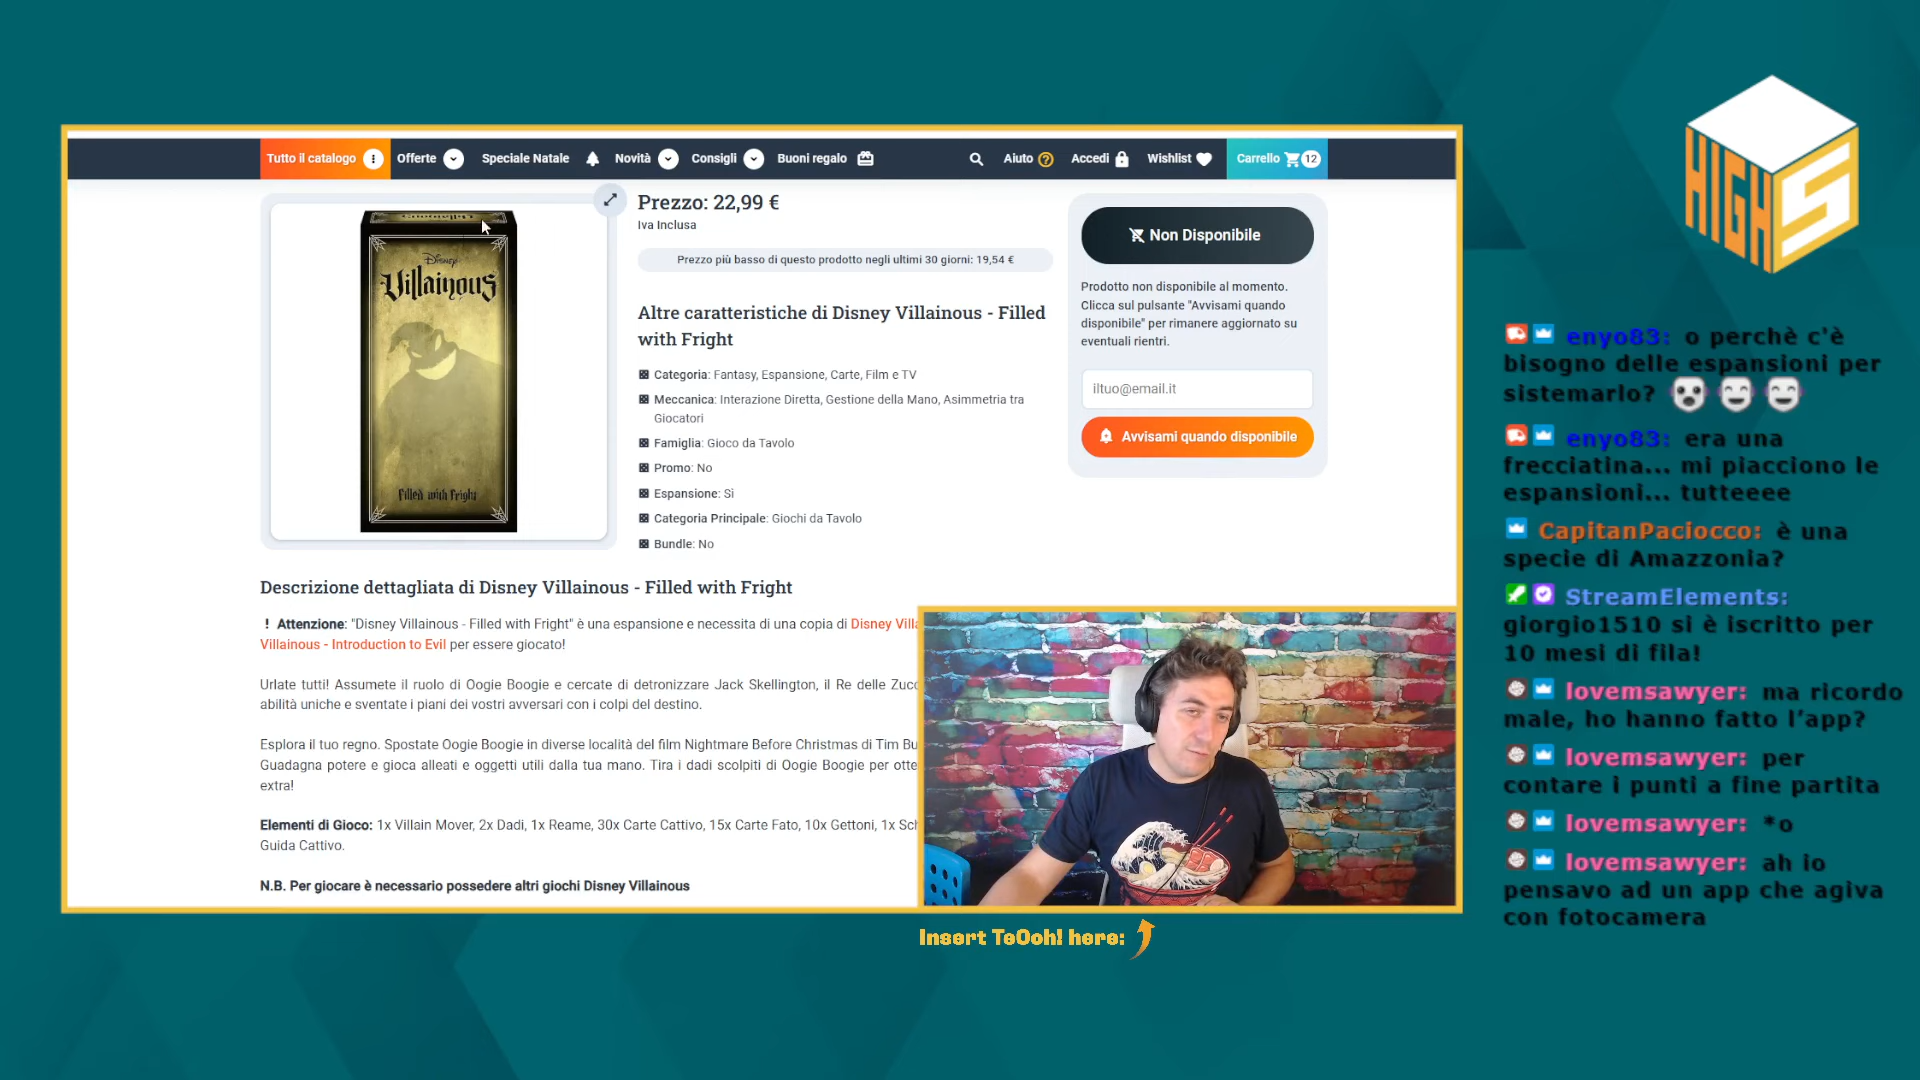 Tutto il catalogo
Offerte
Speciale Natale
Novità
Consigli
Buoni regalo
Aiuto
Accedi
Wishlist
Carrello
12
Disney
Villainous
Filled with Fright
Prezzo: 22,99 €
Iva Inclusa
Prezzo più basso di questo prodotto negli ultimi 30 giorni: 19,54 €
Altre caratteristiche di Disney Villainous - Filled
with Fright
Categoria: Fantasy, Espansione, Carte, Film e TV
Meccanica: Interazione Diretta, Gestione della Mano, Asimmetria tra
Giocatori
Famiglia: Gioco da Tavolo
Promo: No
Espansione: Sì
Categoria Principale: Giochi da Tavolo
Bundle: No
Non Disponibile
Prodotto non disponibile al momento.
Clicca sul pulsante "Avvisami quando
disponibile" per rimanere aggiornato su
eventuali rientri.
iltuo@email.it
Avvisami quando disponibile
Descrizione dettagliata di Disney Villainous - Filled with Fright
! Attenzione: "Disney Villainous - Filled with Fright" è una espansione e necessita di una copia di Disney Villa
Villainous - Introduction to Evil per essere giocato!
Urlate tutti! Assumete il ruolo di Oogie Boogie e cercate di detronizzare Jack Skellington, il Re delle Zucc
abilità uniche e sventate i piani dei vostri avversari con i colpi del destino.
Esplora il tuo regno. Spostate Oogie Boogie in diverse località del film Nightmare Before Christmas di Tim Bu
Guadagna potere e gioca alleati e oggetti utili dalla tua mano. Tira i dadi scolpiti di Oogie Boogie per otte
extra!
Elementi di Gioco: 1x Villain Mover, 2x Dadi, 1x Reame, 30x Carte Cattivo, 15x Carte Fato, 10x Gettoni, 1x Sch
Guida Cattivo.
N.B. Per giocare è necessario possedere altri giochi Disney Villainous
Insert TeOoh! here:
HIGH5
enyo83: o perchè c'è
bisogno delle espansioni per
sistemarlo?
enyo83: era una
frecciatina... mi piacciono le
espansioni... tutteeee
CapitanPaciocco: è una
specie di Amazzonia?
StreamElements:
giorgio1510 si è iscritto per
10 mesi di fila!
lovemsawyer: ma ricordo
male, ho hanno fatto l'app?
lovemsawyer: per
contare i punti a fine partita
lovemsawyer: *o
lovemsawyer: ah io
pensavo ad un app che agiva
con fotocamera